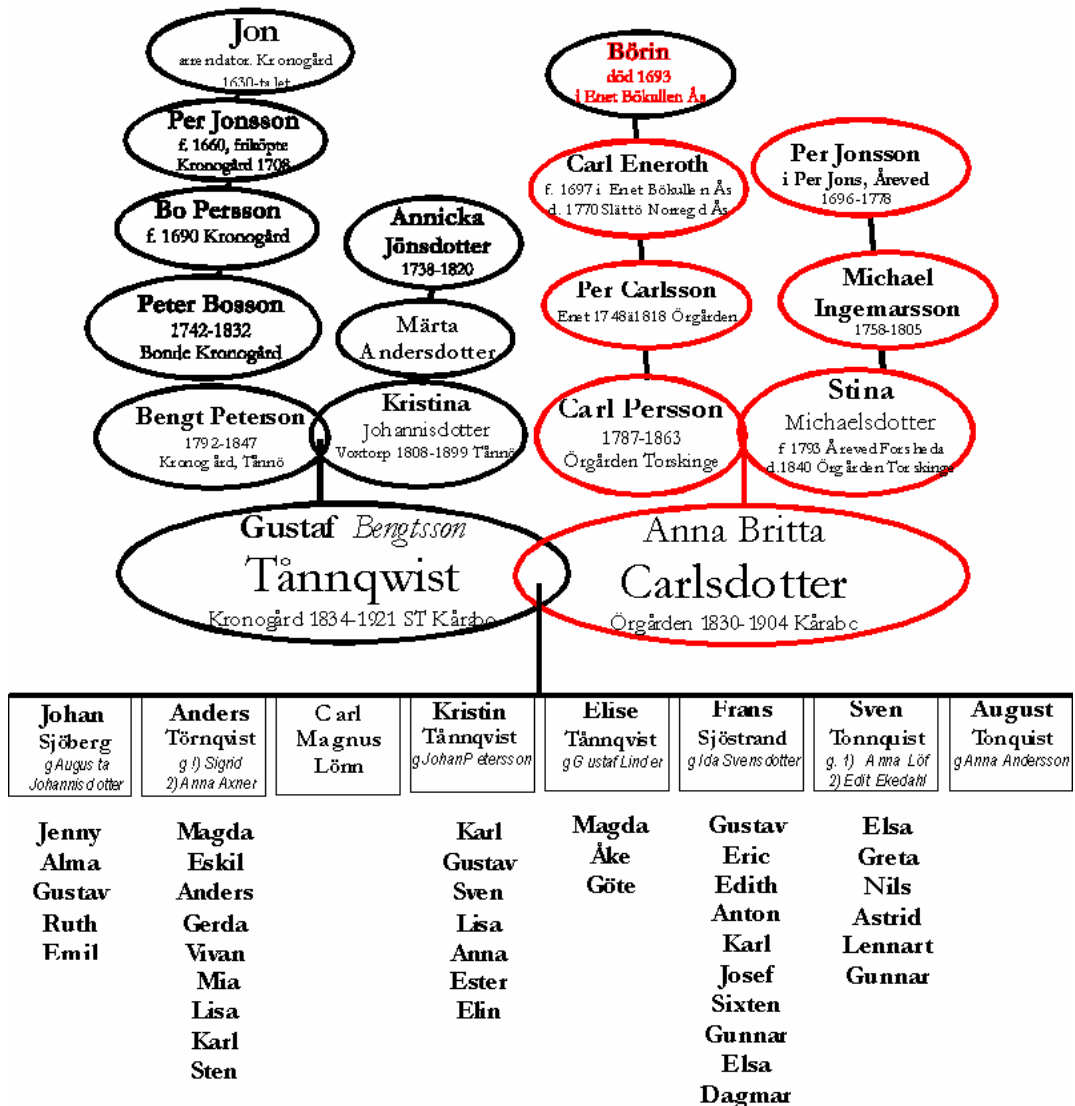 Jon
arrendator. Kronogård
1630-talet
Per Jonsson
f. 1660, friköpte
Kronogård 1708
Bo Persson
f. 1690 Kronogård
Peter Bosson
1742-1832
Bonde Kronogård
Bengt Peterson
1792-1847
Kronogård, Tånnö
Annicka
Jönsdotter
1738-1820
Märta
Andersdotter
Kristina
Johannisdotter
Voxtorp 1808-1899 Tånnö
Börin
död 1693
i Enet Bökullen Ås
Carl Eneroth
f. 1697 i Enet Bökullen Ås
d. 1770 Slättö Norregd Ås
Per Carlsson
Enet 1748ä1818 Örgården
Carl Persson
1787-1863
Örgården Torskinge
Per Jonsson
i Per Jons, Åreved
1696-1778
Michael
Ingemarsson
1758-1805
Stina
Michaelsdotter
f 1793 Åreved Forsheda
d.1840 Örgården Torskinge
Gustaf Bengtsson
Tånnqwist
Kronogård 1834-1921 ST Kårabo
Anna Britta
Carlsdotter
Örgården 1830-1904 Kårabc
Johan
Sjöberg
g Augusta
Johannisdotter
Jenny
Alma
Gustav
Ruth
Emil
Anders
Törnqvist
g !) Sigrid
2) Anna Axner
Magda
Eskil
Anders
Gerda
Vivan
Mia
Lisa
Karl
Sten
Carl
Magnus
Lönn
Kristin
Tånnqvist
g Johan Petersson
Karl
Gustav
Sven
Lisa
Anna
Ester
Elin
Elise
Tånnqvist
g Gustaf Linder
Magda
Åke
Göte
Frans
Sjöstrand
g Ida Svensdotter
Gustav
Eric
Edith
Anton
Karl
Josef
Sixten
Gunnar
Elsa
Dagmar
Sven
Tonnquist
g. 1) Anna Löf
2) Edit Ekedahl
Elsa
Greta
Nils
Astrid
Lennart
Gunnar
August
Tonquist
g Anna Andersson